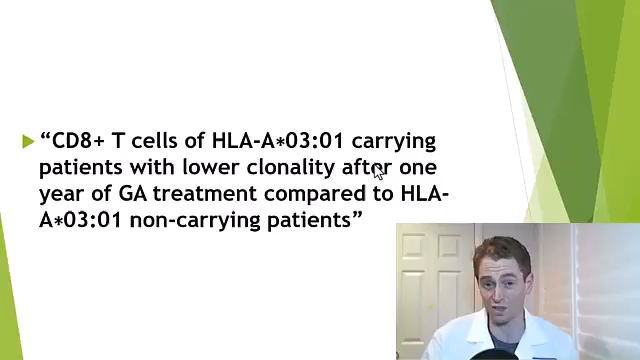 “CD8+ T cells of HLA-A*03:01 carrying
patients with lower clonality after one
year of GA treatment compared to HLA-
A*03:01 non-carrying patients”